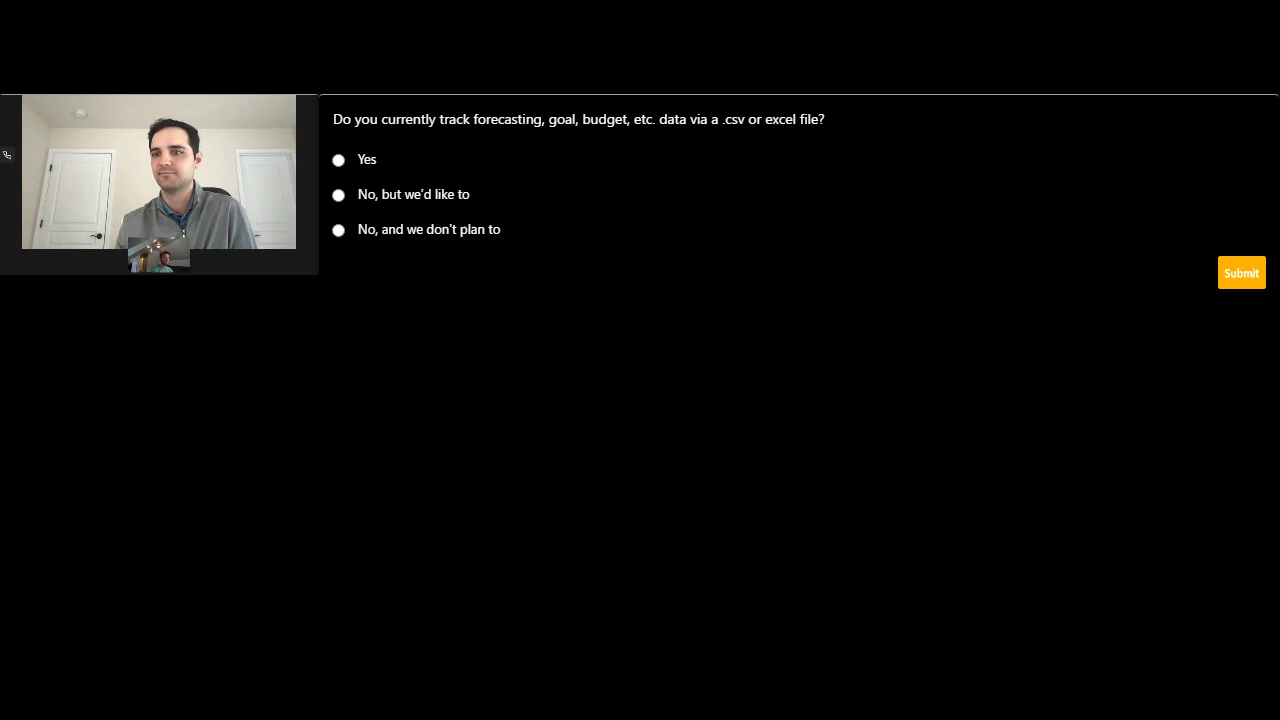 Do you currently track forecasting, goal, budget, etc. data via a .csv or excel file?
Yes
No, but we'd like to
No, and we don't plan to
Submit